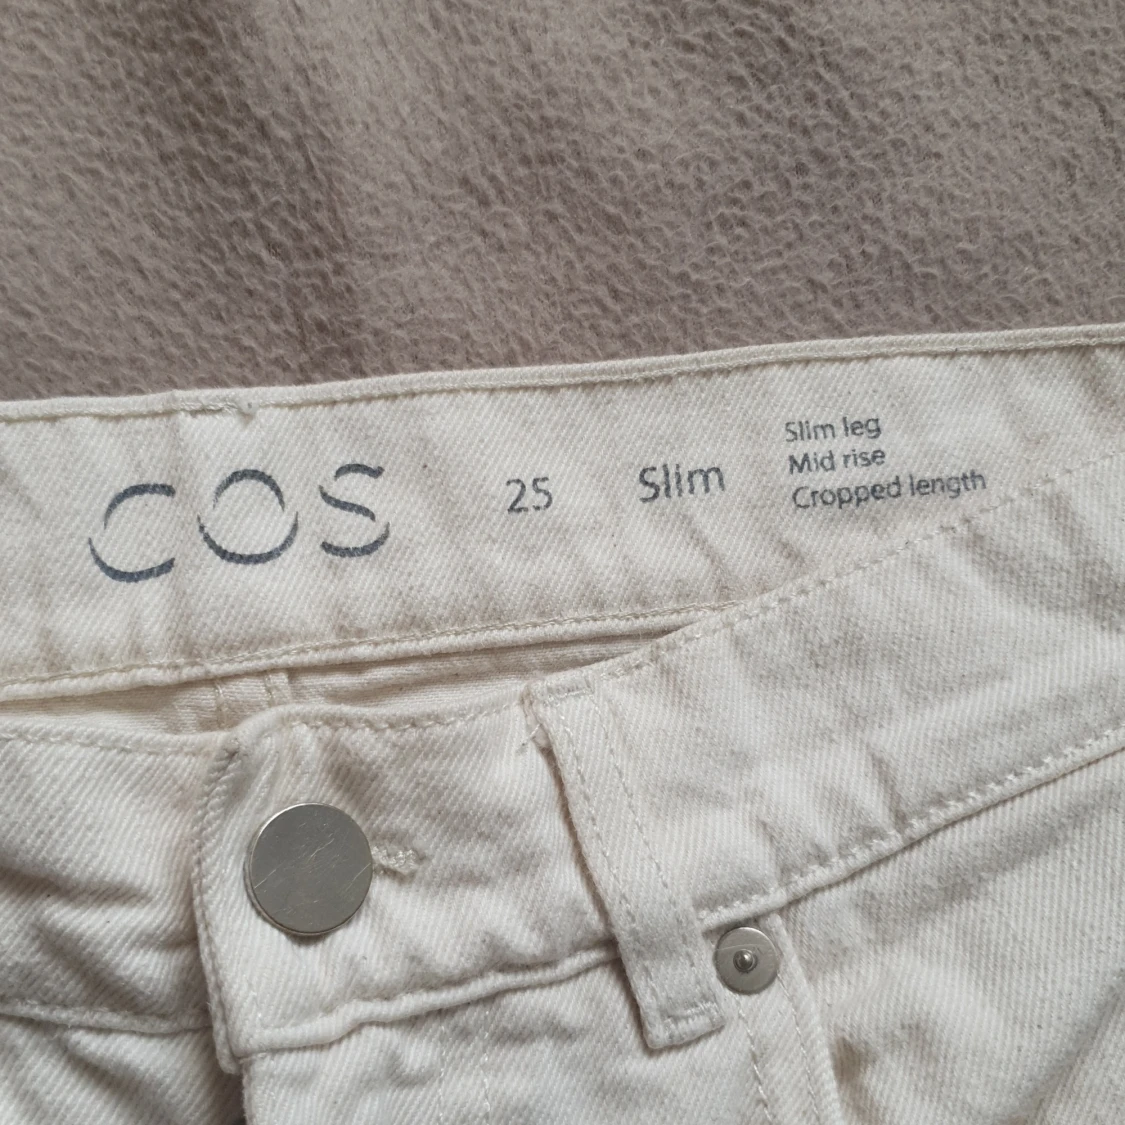 COS 25 Slim
Slim leg
Mid rise
Cropped length